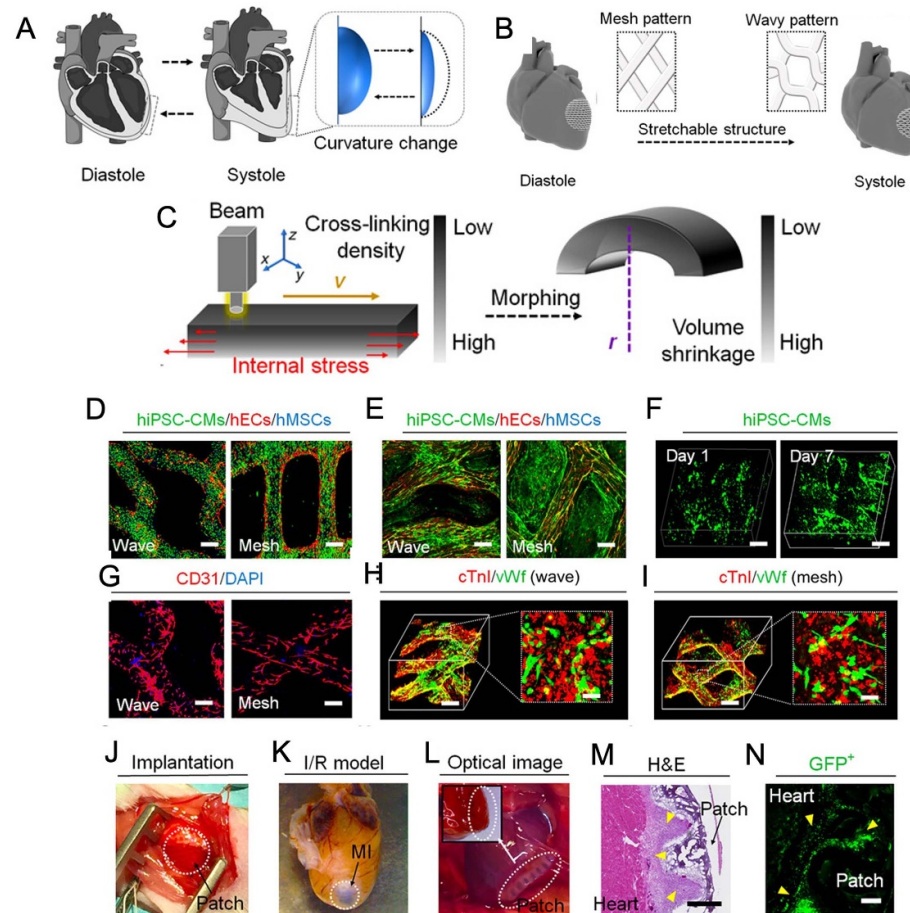 A
Diastole
Systole
Curvature change
B
Mesh pattern
Wavy pattern
Stretchable structure
Diastole
Systole
C
Beam
z
x
y
Cross-linking
density
v
Internal stress
Low
High
Morphing
r
Volume
shrinkage
Low
High
D
hiPSC-CMs/hECs/hMSCs
Wave
Mesh
E
hiPSC-CMs/hECs/hMSCs
Wave
Mesh
F
hiPSC-CMs
Day 1
Day 7
G
CD31/DAPI
Wave
Mesh
H
cTnI/vWf (wave)
I
cTnI/vWf (mesh)
J
Implantation
Patch
K
I/R model
MI
L
Optical image
Patch
M
H&E
Patch
Heart
N
GFP+
Heart
Patch